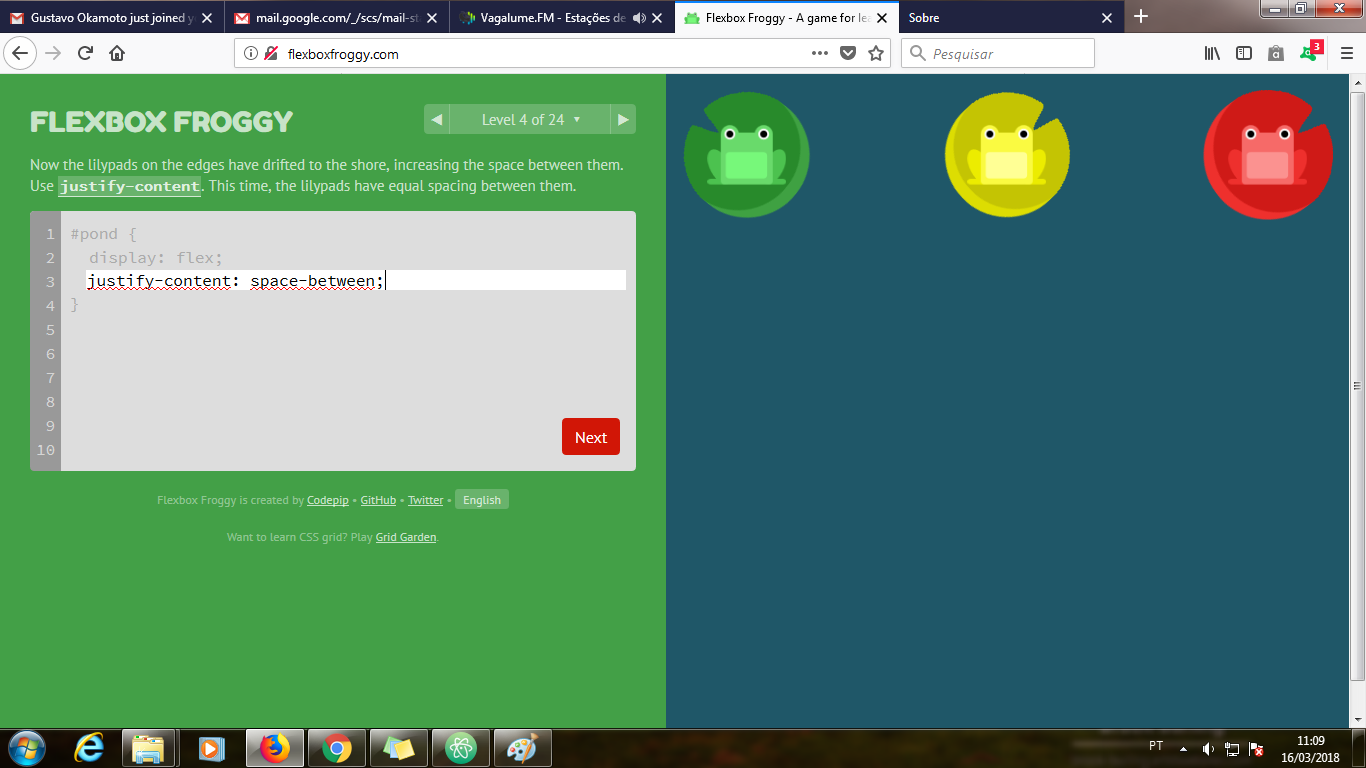 Gustavo Okamoto just joined y
mail.google.com/_/scs/mail-sta
Vagalume.FM - Estações de
Flexbox Froggy - A game for lea
Sobre
flexboxfroggy.com
Pesquisar
3
FLEXBOX FROGGY
Level 4 of 24
Now the lilypads on the edges have drifted to the shore, increasing the space between them.
Use justify-content. This time, the lilypads have equal spacing between them.
1 #pond {
2 display: flex;
3 justify-content: space-between;
4 }
5
6
7
8
9
10
Next
Flexbox Froggy is created by Codepip • GitHub • Twitter • English
Want to learn CSS grid? Play Grid Garden.
PT
11:09
16/03/2018